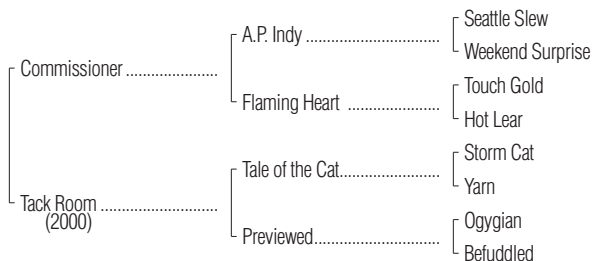 Seattle Slew
A.P. Indy ...............................
Weekend Surprise
Commissioner .....................
Touch Gold
Flaming Heart .....................
Hot Lear
Storm Cat
Tale of the Cat.......................
Yarn
Tack Room ...........................
(2000)
Ogygian
Previewed.............................
Befuddled